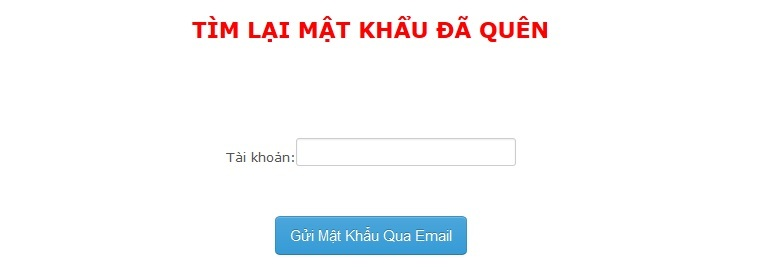 TÌM LẠI MẬT KHẨU ĐÃ QUÊN
Tài khoản:
Gửi Mật Khẩu Qua Email